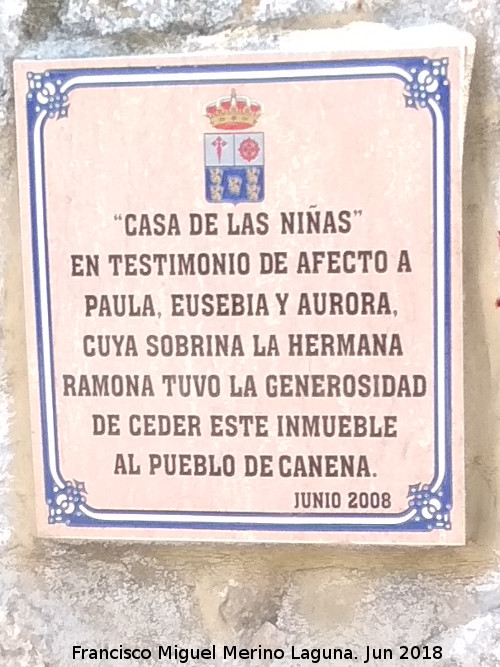 "CASA DE LAS NIÑAS"
EN TESTIMONIO DE AFECTO A
PAULA, EUSEBIA Y AURORA,
CUYA SOBRINA LA HERMANA
RAMONA TUVO LA GENEROSIDAD
DE CEDER ESTE INMUEBLE
AL PUEBLO DE CANENA.
JUNIO 2008
Francisco Miguel Merino Laguna. Jun 2018